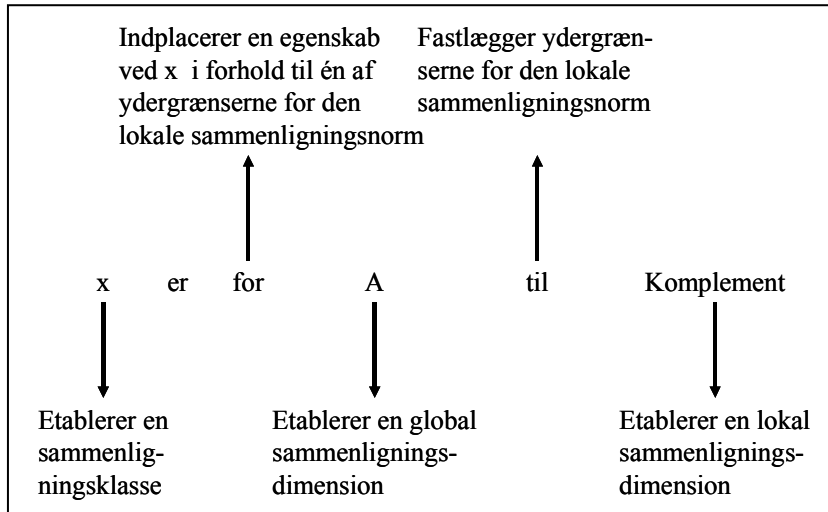 Indplacerer en egenskab
ved x i forhold til én af
ydergrænserne for den
lokale sammenligningsnorm
Fastlægger ydergræn-
serne for den lokale
sammenligningsnorm
x er for A til Komplement
Etablerer en
sammenlig-
ningsklasse
Etablerer en global
sammenlignings-
dimension
Etablerer en lokal
sammenlignings-
dimension